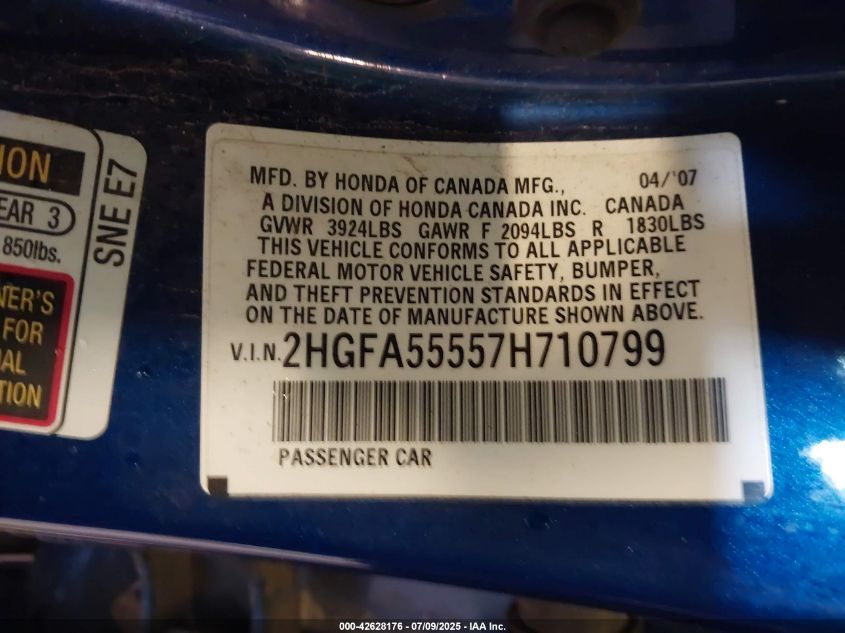 ION
EAR 3
850lbs.
NER'S
FOR
AL
TION
SNE E7
MFD. BY HONDA OF CANADA MFG., 04/'07
A DIVISION OF HONDA CANADA INC. CANADA
GVWR 3924LBS GAWR F 2094LBS R 1830LBS
THIS VEHICLE CONFORMS TO ALL APPLICABLE
FEDERAL MOTOR VEHICLE SAFETY, BUMPER,
AND THEFT PREVENTION STANDARDS IN EFFECT
ON THE DATE OF MANUFACTURE SHOWN ABOVE.
V.I.N. 2HGFA55557H710799
PASSENGER CAR
000-42628176 - 07/09/2025 - IAA Inc.